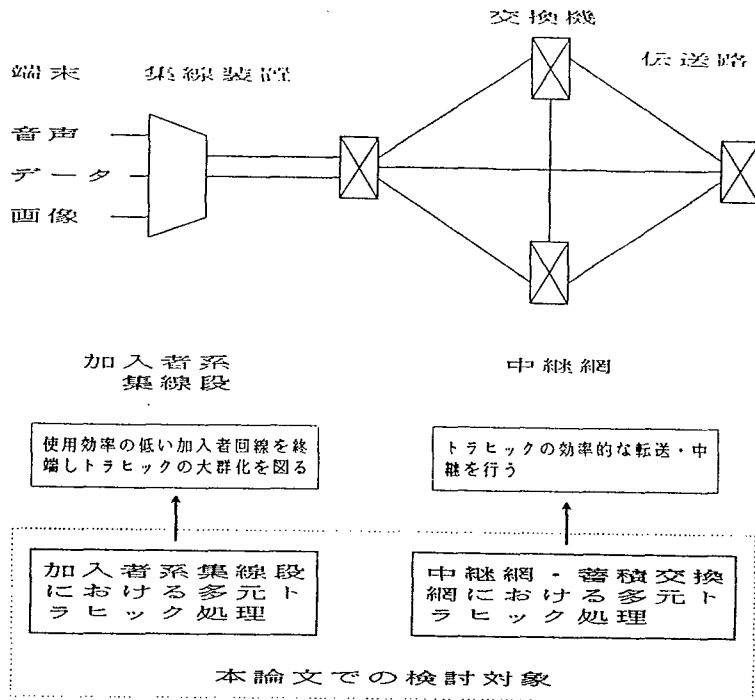 交換機
端末 集線装置 伝送路
音声
データ
画像
加入者系
集線段
中継網
使用効率の低い加入者回線を終
端しトラヒックの大群化を図る
トラヒックの効率的な転送・中
継を行う
加入者系集線段
における多元ト
ラヒック処理
中継網・蓄積交換
網における多元ト
ラヒック処理
本論文での検討対象